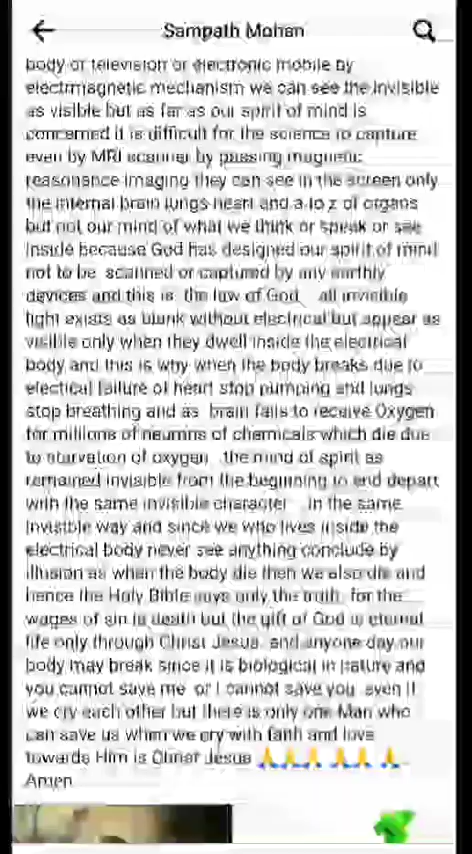 Sampath Mohan
body or television or electronic mobile by
electrmagnetic mechanism we can see the invisible
as visible but as far as our spirit of mind is
concerned it is difficult for the science to capture
even by MRI scanner by passing magnetic
reasonance imaging they can see in the screen only
the internal brain lungs heart and a to z of organs
but not our mind of what we think or speak or see
inside because God has designed our spirit of mind
not to be scanned or captured by any earthly
devices and this is the law of God all invisible
light exists as blank without electrical but appear as
visible only when they dwell inside the electrical
body and this is why when the body breaks due to
electical failure of heart stop pumping and lungs
stop breathing and as brain fails to receive Oxygen
for millions of neurons of chemicals which die due
to starvation of oxygen the mind of spirit as
remained invisible from the beginning to end depart
with the same invisible character in the same
invisible way and since we who lives inside the
electrical body never see anything conclude by
illusion as when the body die then we also die and
hence the Holy Bible says only the truth for the
wages of sin is death but the gift of God is eternal
life only through Christ Jesus and anyone day our
body may break since it is biological in nature and
you cannot save me or I cannot save you even if
we cry each other but there is only one Man who
can save us when we cry with faith and love
towards Him is Christ Jesus 🙏🙏🙏 🙏🙏 🙏
Amen